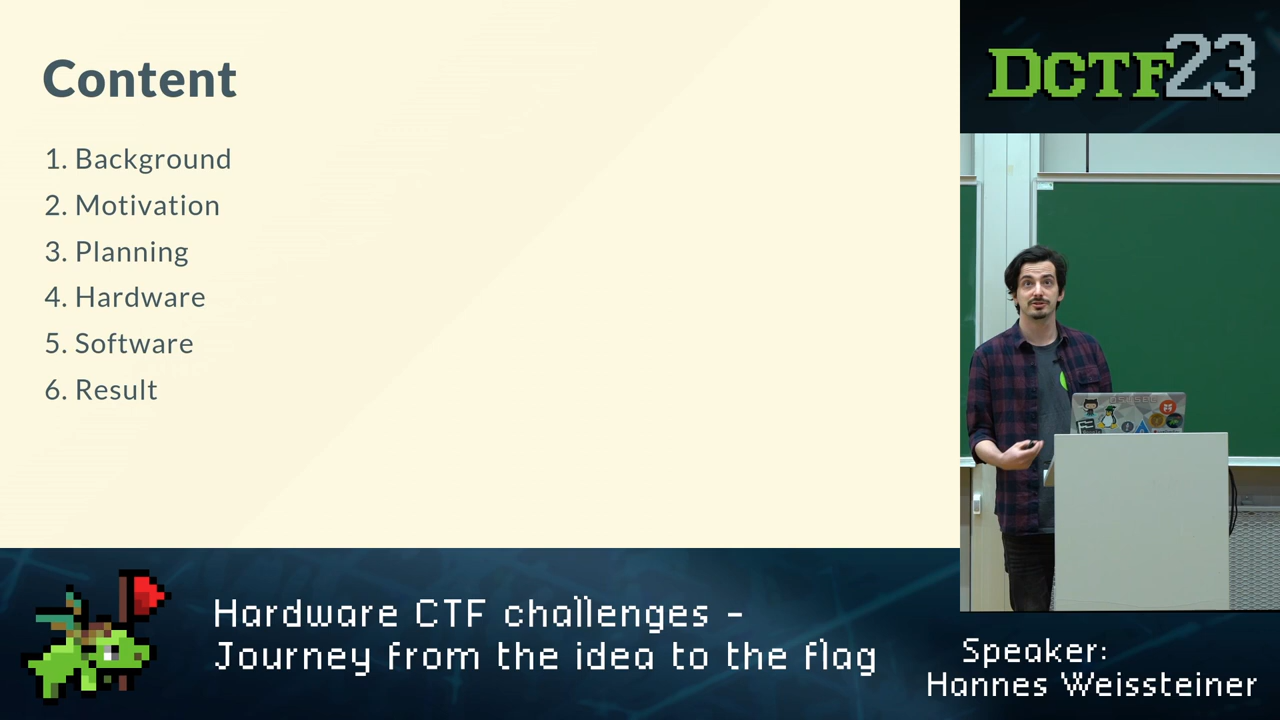 Content
1. Background
2. Motivation
3. Planning
4. Hardware
5. Software
6. Result
DCTF23
Hardware CTF challenges -
Journey from the idea to the flag
Speaker:
Hannes Weissteiner